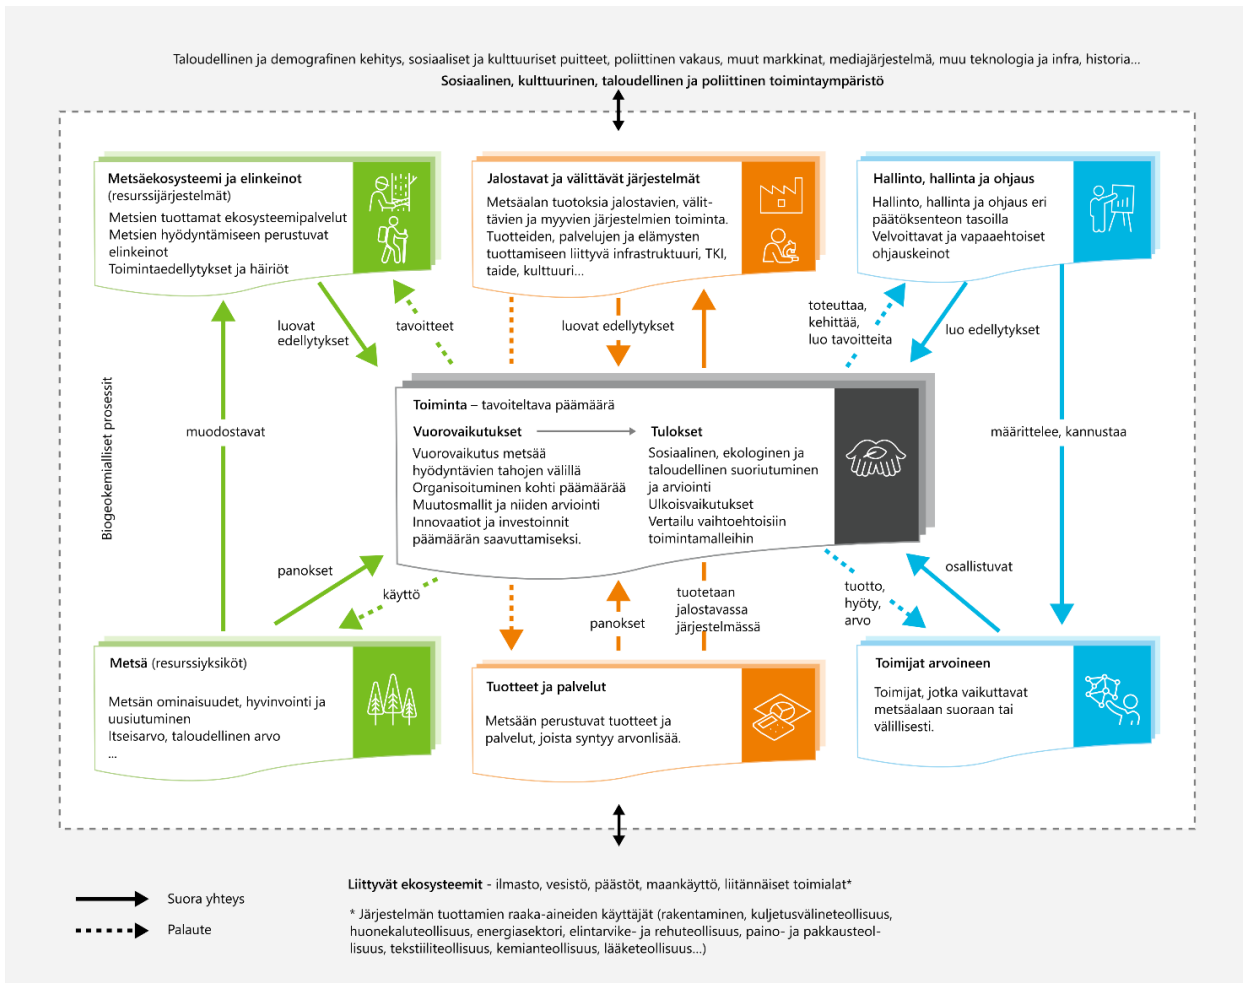 Taloudellinen ja demografinen kehitys, sosiaaliset ja kulttuuriset puitteet, poliittinen vakaus, muut markkinat, mediajärjestelmä, muu teknologia ja infra, historia...
Sosiaalinen, kulttuurinen, taloudellinen ja poliittinen toimintaympäristö
Metsäekosysteemi ja elinkeinot
(resurssijärjestelmät)
Metsien tuottamat ekosysteemipalvelut
Metsien hyödyntämiseen perustuvat
elinkeinot
Toimintaedellytykset ja häiriöt
Jalostavat ja välittävät järjestelmät
Metsäalan tuotoksia jalostavien, välit-
tävien ja myyvien järjestelmien toiminta.
Tuotteiden, palvelujen ja elämysten
tuottamiseen liittyvä infrastruktuuri, TKI,
taide, kulttuuri...
Hallinto, hallinta ja ohjaus
Hallinto, hallinta ja ohjaus eri
päätöksenteon tasoilla
Velvoittavat ja vapaaehtoiset
ohjauskeinot
luovat
edellytykset
tavoitteet
luovat edellytykset
toteuttaa,
kehittää,
luo tavoitteita
luo edellytykset
Biogeokemialliset prosessit
muodostavat
määrittelee, kannustaa
Toiminta – tavoiteltava päämäärä
Vuorovaikutukset
Vuorovaikutus metsää
hyödyntävien tahojen välillä
Organisoituminen kohti päämäärää
Muutosmallit ja niiden arviointi
Innovaatiot ja investoinnit
päämäärän saavuttamiseksi.
Tulokset
Sosiaalinen, ekologinen ja
taloudellinen suoriutuminen
ja arviointi
Ulkoisvaikutukset
Vertailu vaihtoehtoisiin
toimintamalleihin
panokset
käyttö
panokset
tuotetaan
jalostavassa
järjestelmässä
tuotto,
hyöty,
arvo
osallistuvat
Metsä (resurssiyksiköt)
Metsän ominaisuudet, hyvinvointi ja
uusiutuminen
Itseisarvo, taloudellinen arvo
...
Tuotteet ja palvelut
Metsään perustuvat tuotteet ja
palvelut, joista syntyy arvonlisää.
Toimijat arvoineen
Toimijat, jotka vaikuttavat
metsäalaan suoraan tai
välillisesti.
Suora yhteys
Palaute
Liittyvät ekosysteemit - ilmasto, vesistö, päästöt, maankäyttö, liitännäiset toimialat*
* Järjestelmän tuottamien raaka-aineiden käyttäjät (rakentaminen, kuljetusvälineteollisuus,
huonekaluteollisuus, energiasektori, elintarvike- ja rehuteollisuus, paino- ja pakkausteol-
lisuus, tekstiiliteollisuus, kemianteollisuus, lääketeollisuus...)